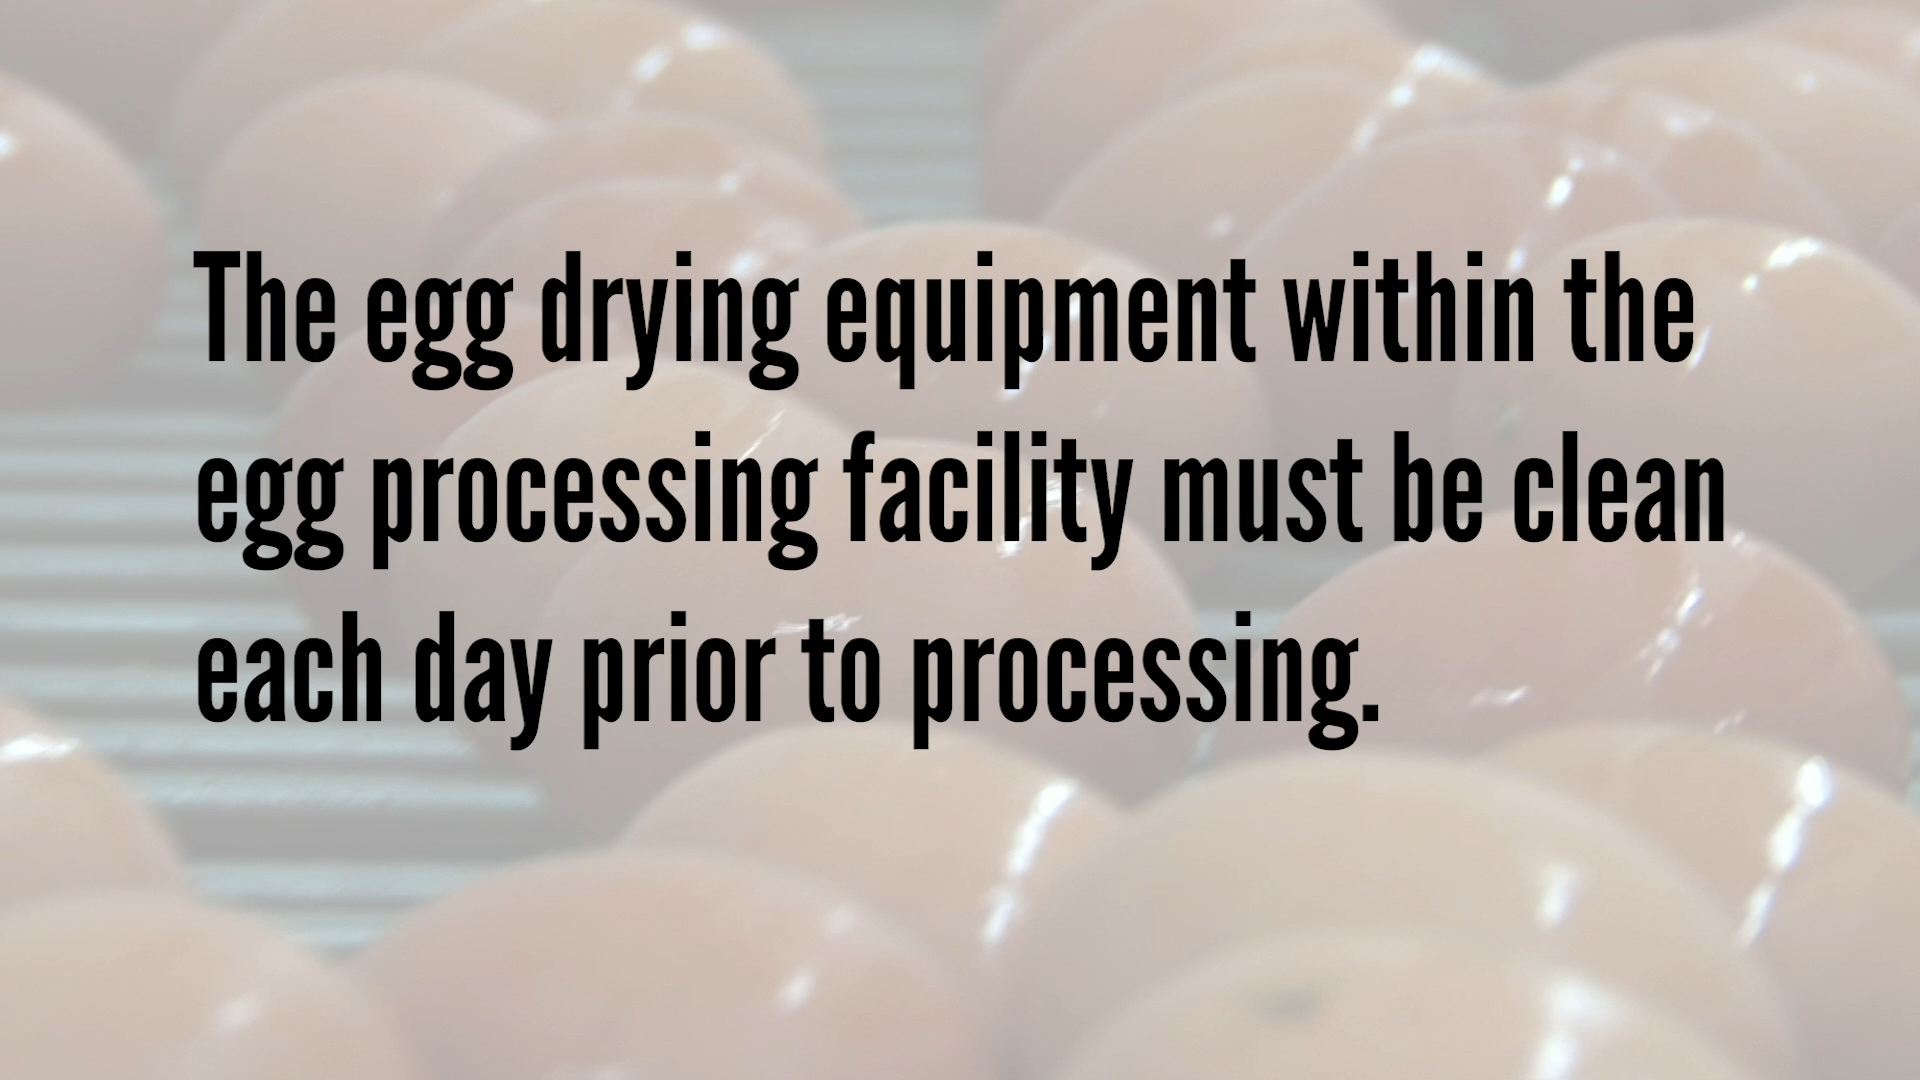 The egg drying equipment within the
egg processing facility must be clean
each day prior to processing.